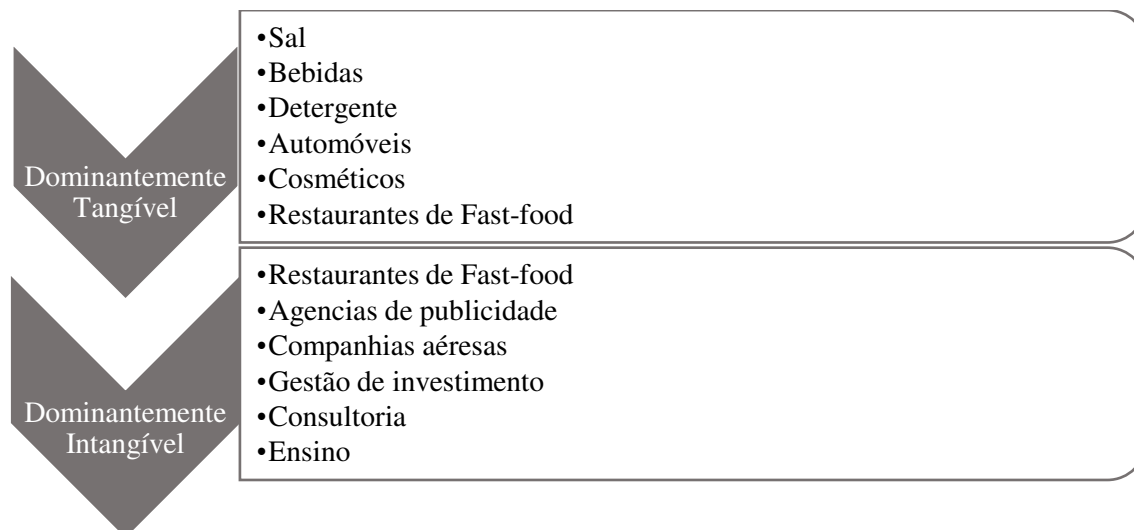 Dominantemente
Tangível
•Sal
•Bebidas
•Detergente
•Automóveis
•Cosméticos
•Restaurantes de Fast-food
Dominantemente
Intangível
•Restaurantes de Fast-food
•Agencias de publicidade
•Companhias aéresas
•Gestão de investimento
•Consultoria
•Ensino